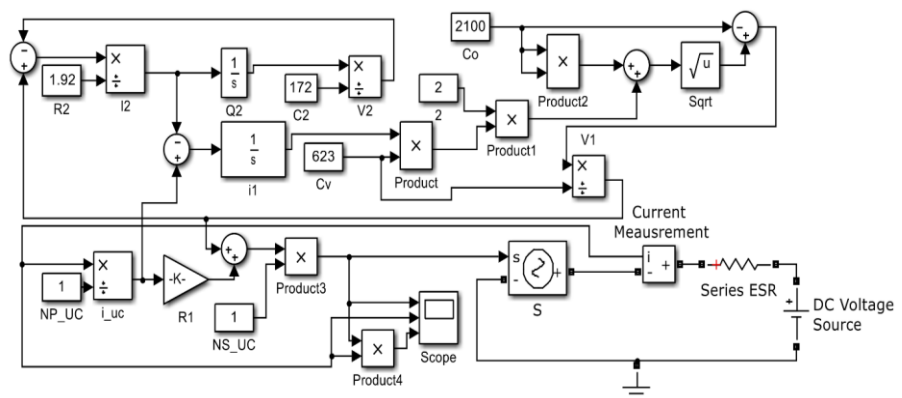 2100
Co
1.92
R2
I2
1
s
Q2
172
C2
V2
2
2
Product2
√u
Sqrt
Product1
1
s
i1
623
Cv
Product
V1
Current
Meausrement
i
+
-
1
NP_UC
i_uc
-K-
R1
1
NS_UC
Product3
s
-
+
S
Series ESR
DC Voltage
Source
Product4
Scope